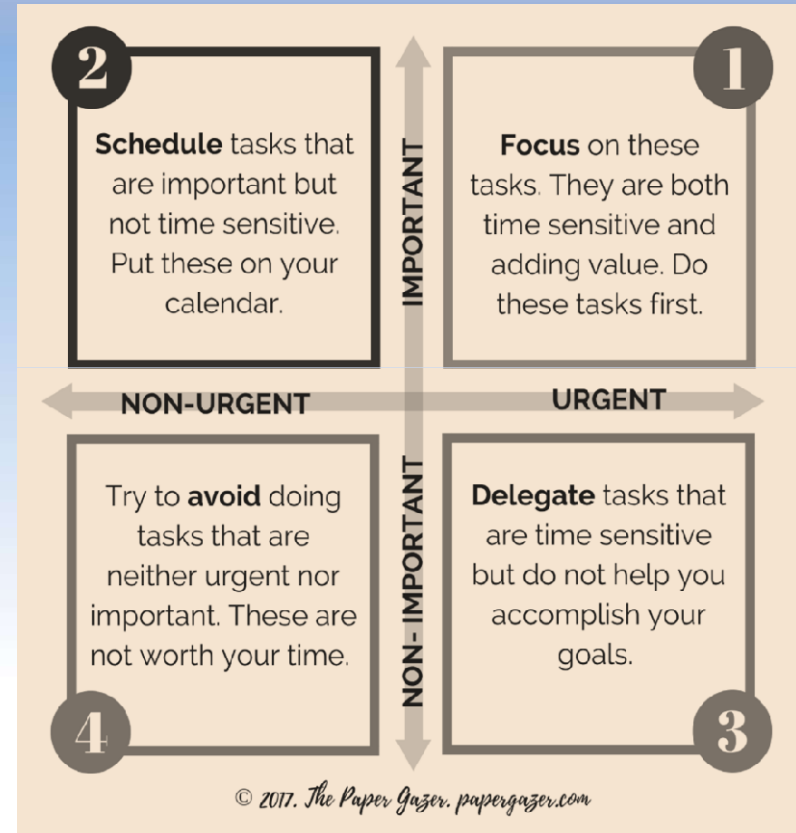 2
Schedule tasks that
are important but
not time sensitive.
Put these on your
calendar.
IMPORTANT
1
Focus on these
tasks. They are both
time sensitive and
adding value. Do
these tasks first.
NON-URGENT
URGENT
Try to avoid doing
tasks that are
neither urgent nor
important. These are
not worth your time.
4
NON- IMPORTANT
Delegate tasks that
are time sensitive
but do not help you
accomplish your
goals.
3
© 2017. The Paper Gazer. papergazer.com